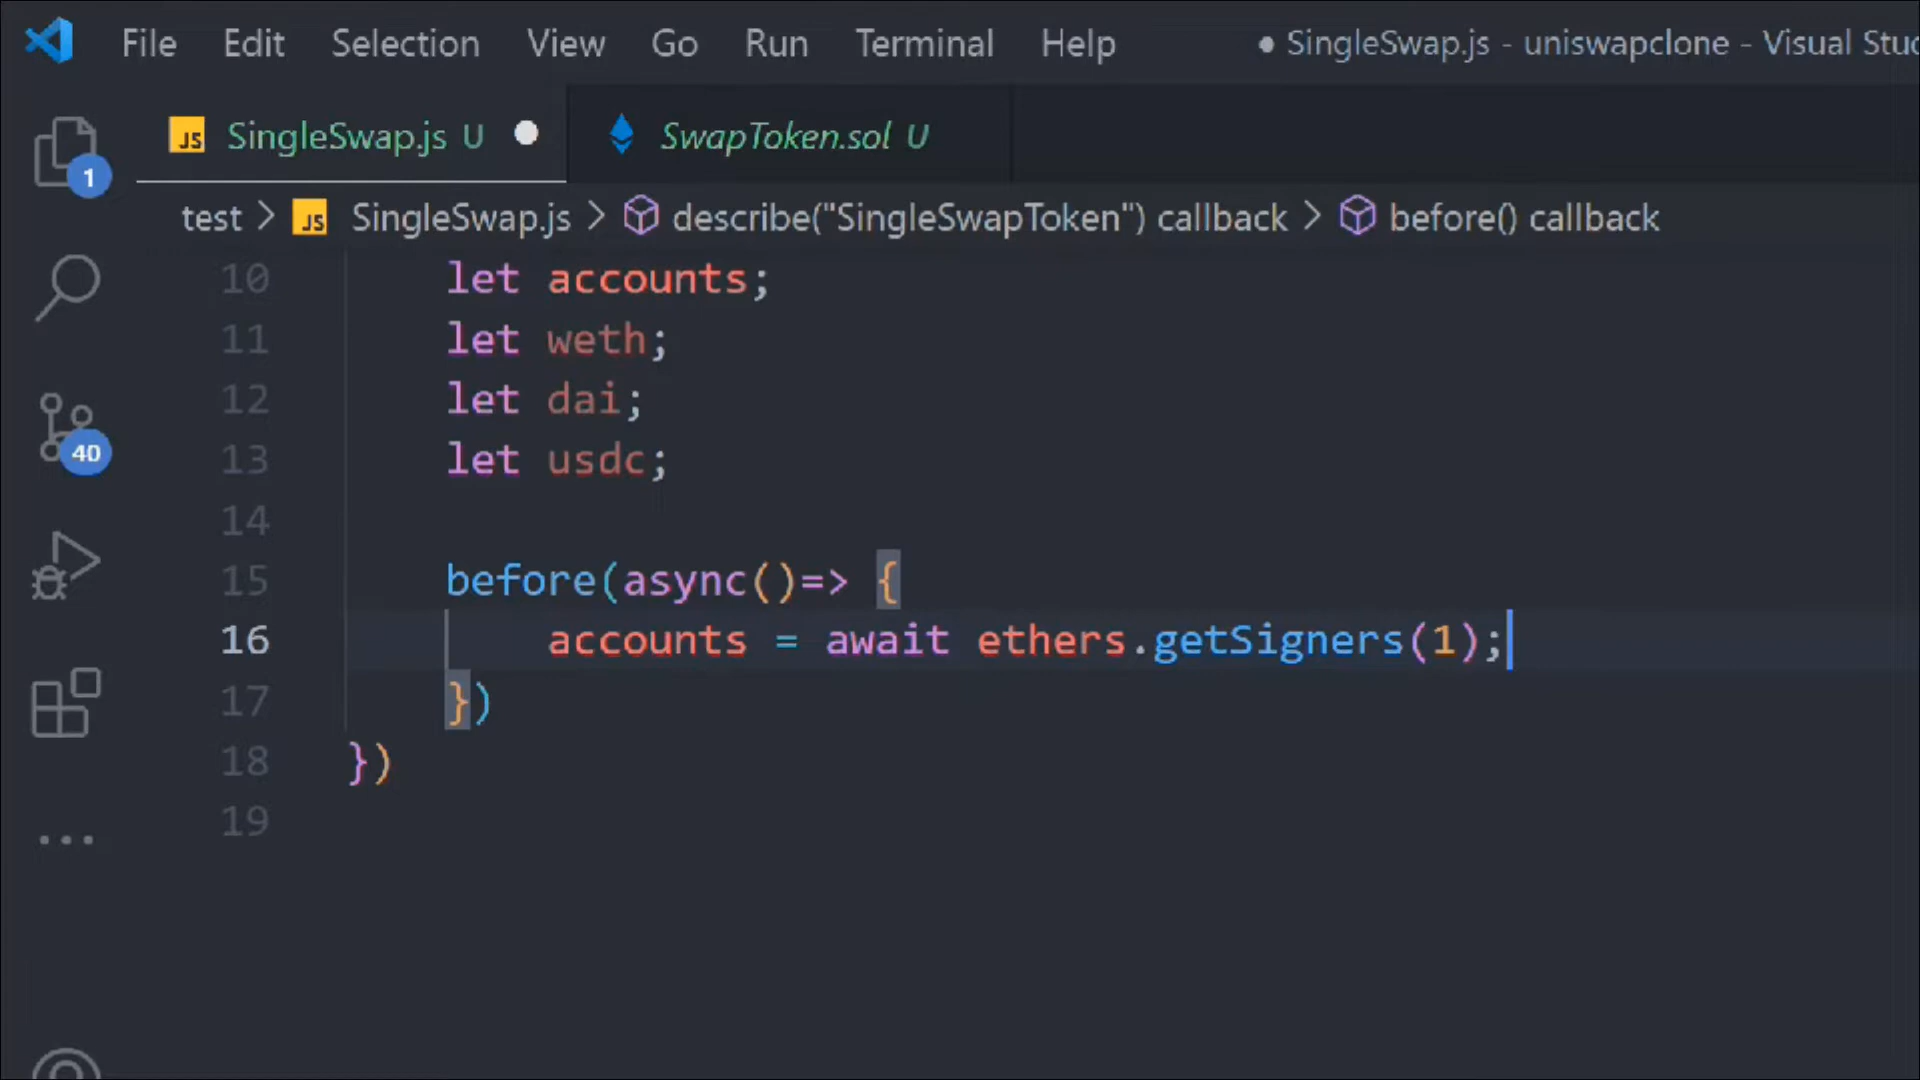 File Edit Selection View Go Run Terminal Help ● SingleSwap.js - uniswapclone - Visual
JS SingleSwap.js U ● SwapToken.sol U
1
test > JS SingleSwap.js > describe("SingleSwapToken") callback > before() callback
10 let accounts;
11 let weth;
12 let dai;
40
13 let usdc;
14
15 before(async()=> {
16 accounts = await ethers.getSigners(1);
17 })
18 })
19